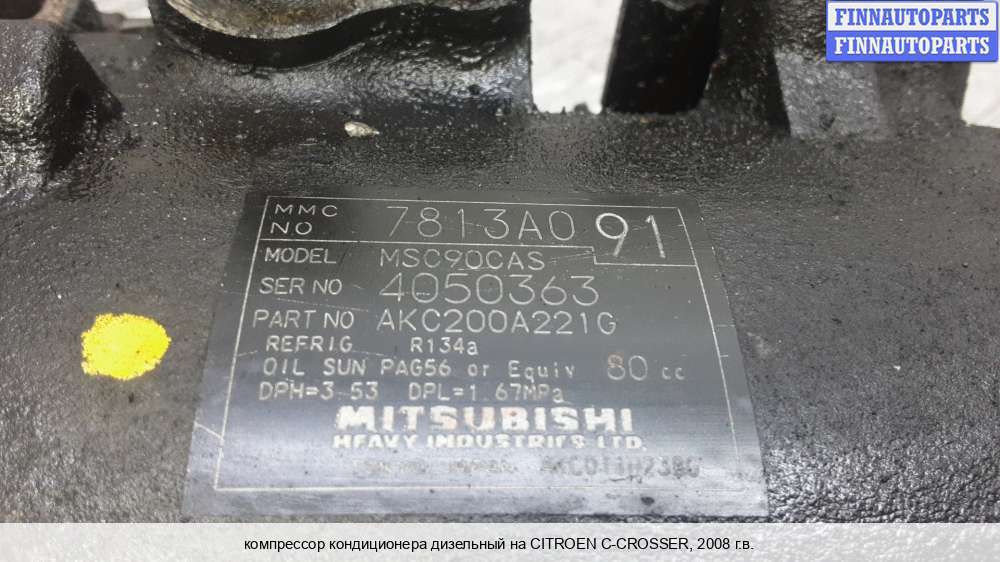 FINNAUTOPARTS
FINNAUTOPARTS
MMC NO 7813A091
MODEL MSC90CAS
SER NO 4050363
PART NO AKC200A221G
REFRIG R134a
OIL SUN PAG56 or Equiv 80 cc
DPH=3.53 DPL=1.67MPa
MITSUBISHI
HEAVY INDUSTRIES LTD.
компрессор кондиционера дизельный на CITROEN C-CROSSER, 2008 г.в.